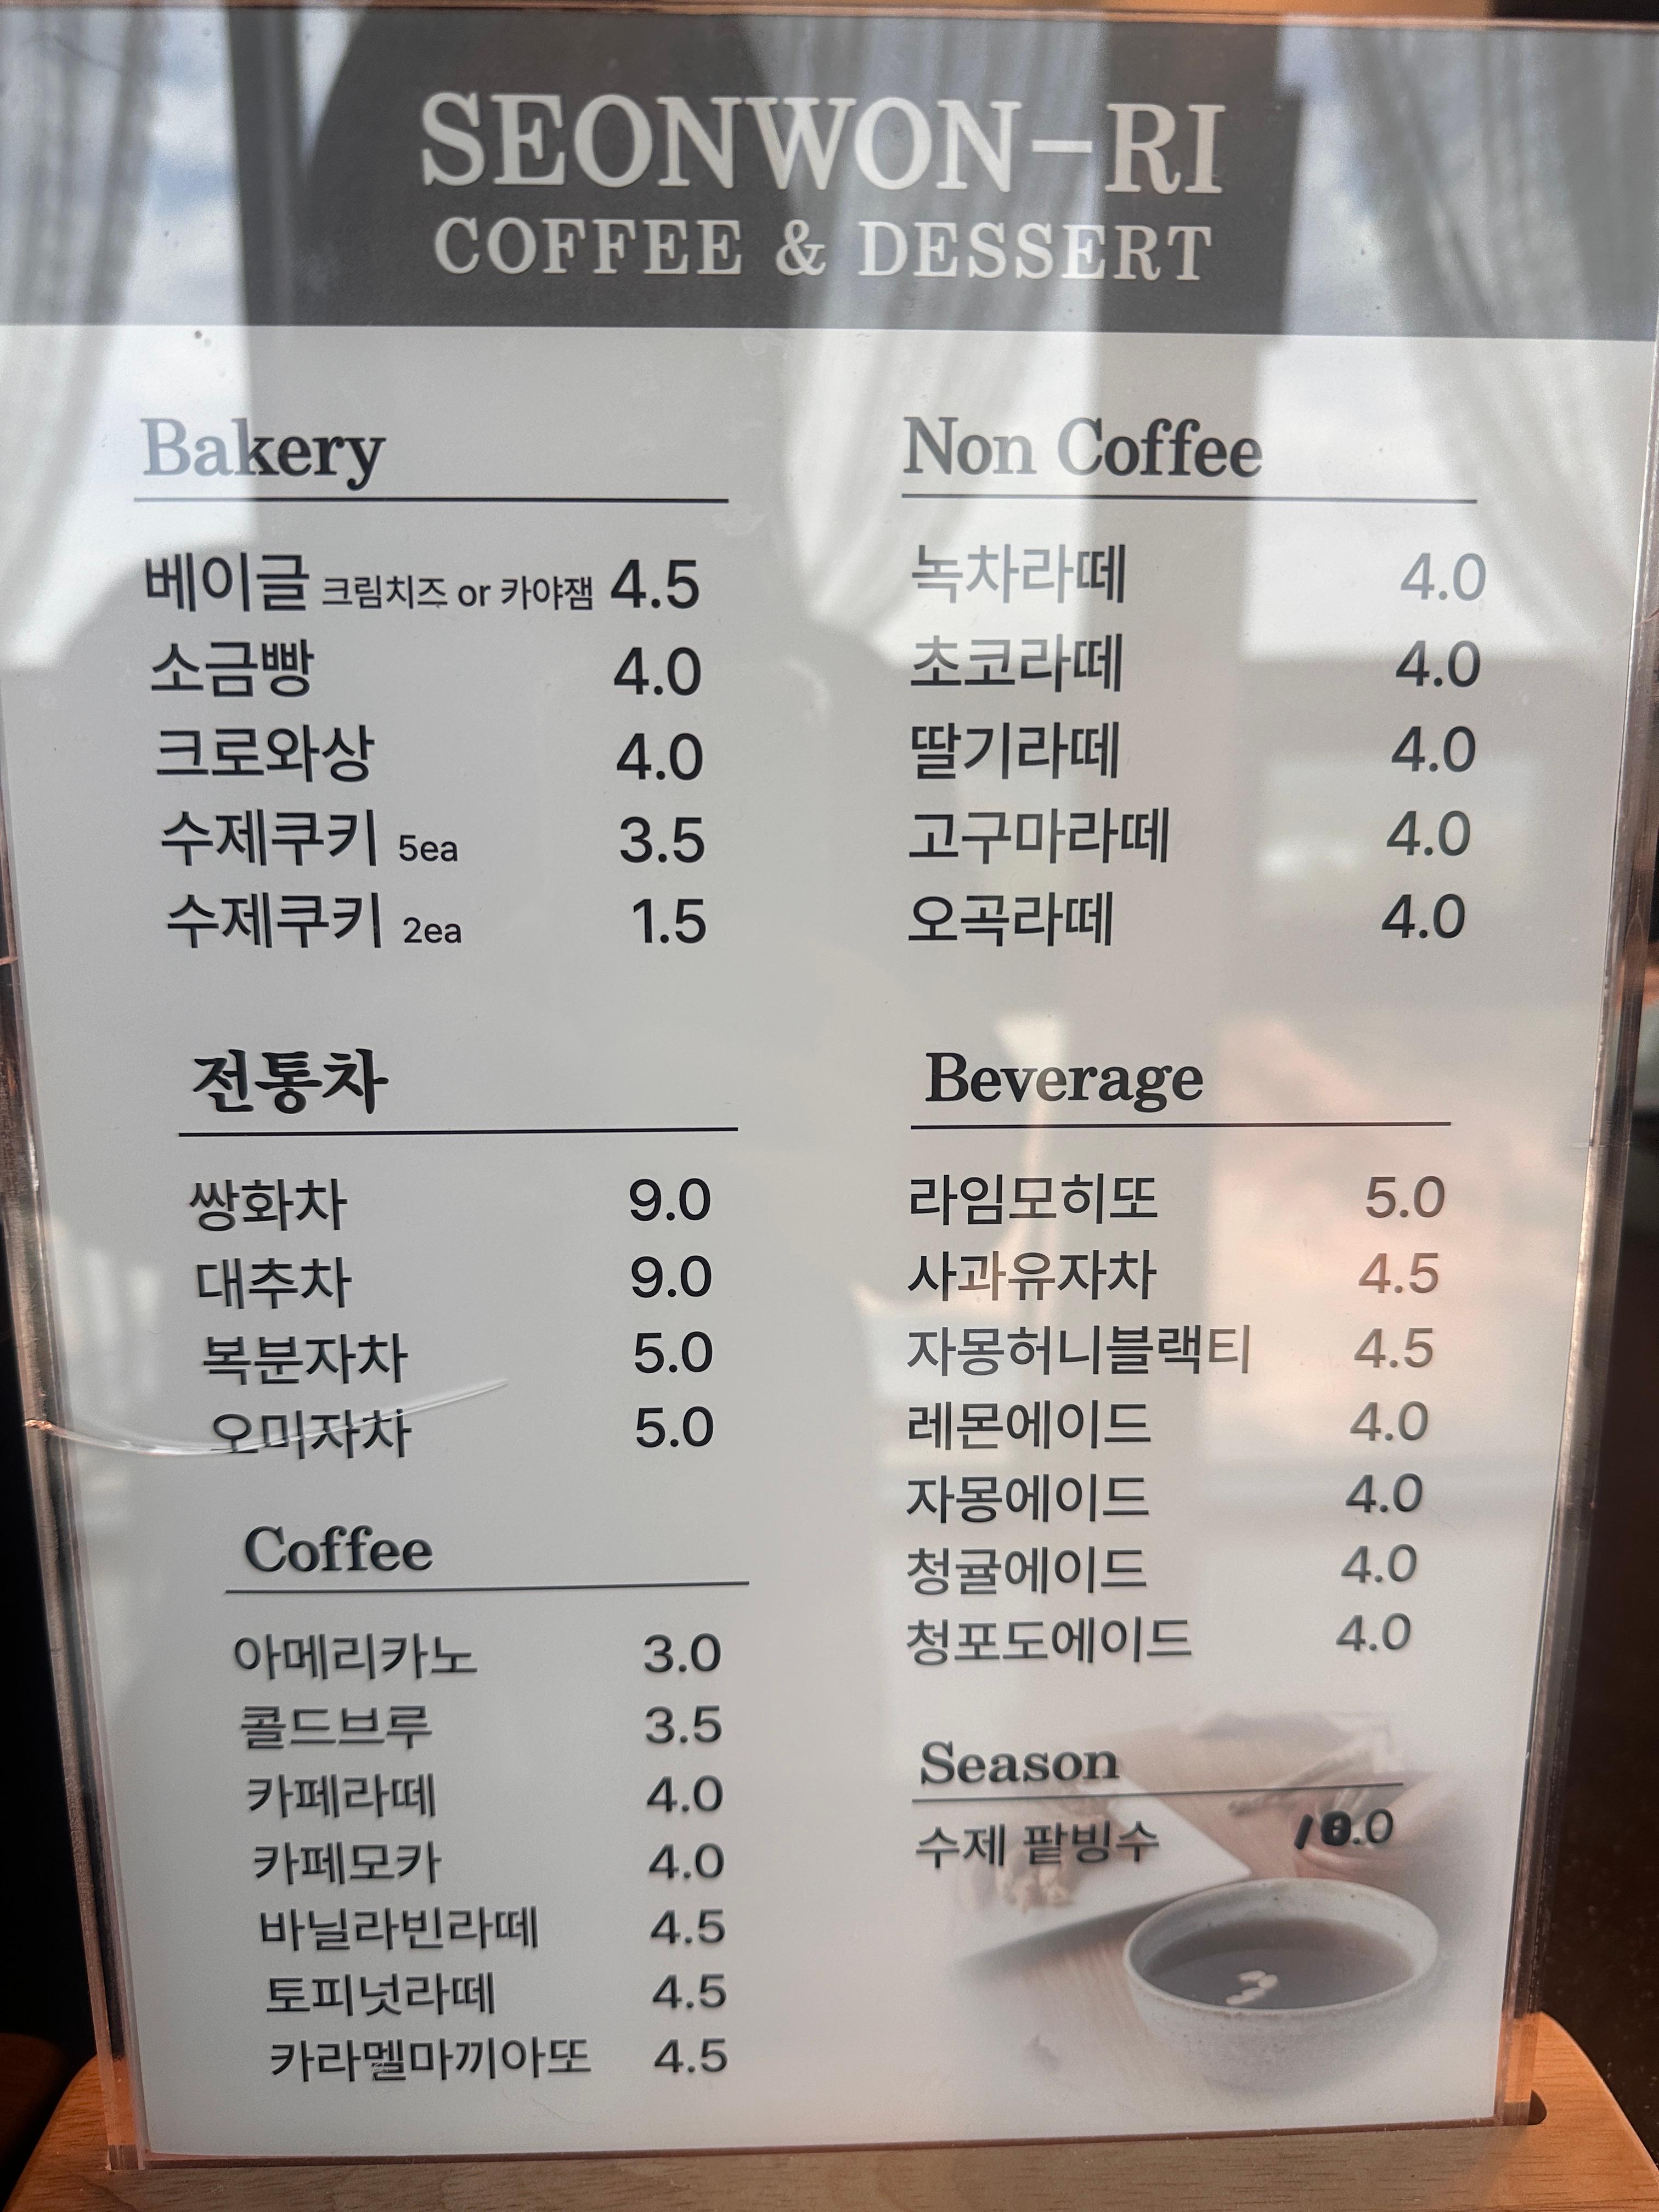 SEONWON-RI
COFFEE & DESSERT
Bakery
베이글 크림치즈 or 카야잼 4.5
소금빵 4.0
크로와상 4.0
수제쿠키 5ea 3.5
수제쿠키 2ea 1.5
전통차
쌍화차 9.0
대추차 9.0
복분자차 5.0
오미자차 5.0
Coffee
아메리카노 3.0
콜드브루 3.5
카페라떼 4.0
카페모카 4.0
바닐라빈라떼 4.5
토피넛라떼 4.5
카라멜마끼아또 4.5
Non Coffee
녹차라떼 4.0
초코라떼 4.0
딸기라떼 4.0
고구마라떼 4.0
오곡라떼 4.0
Beverage
라임모히또 5.0
사과유자차 4.5
자몽허니블랙티 4.5
레몬에이드 4.0
자몽에이드 4.0
청귤에이드 4.0
청포도에이드 4.0
Season
수제 팥빙수 10.0